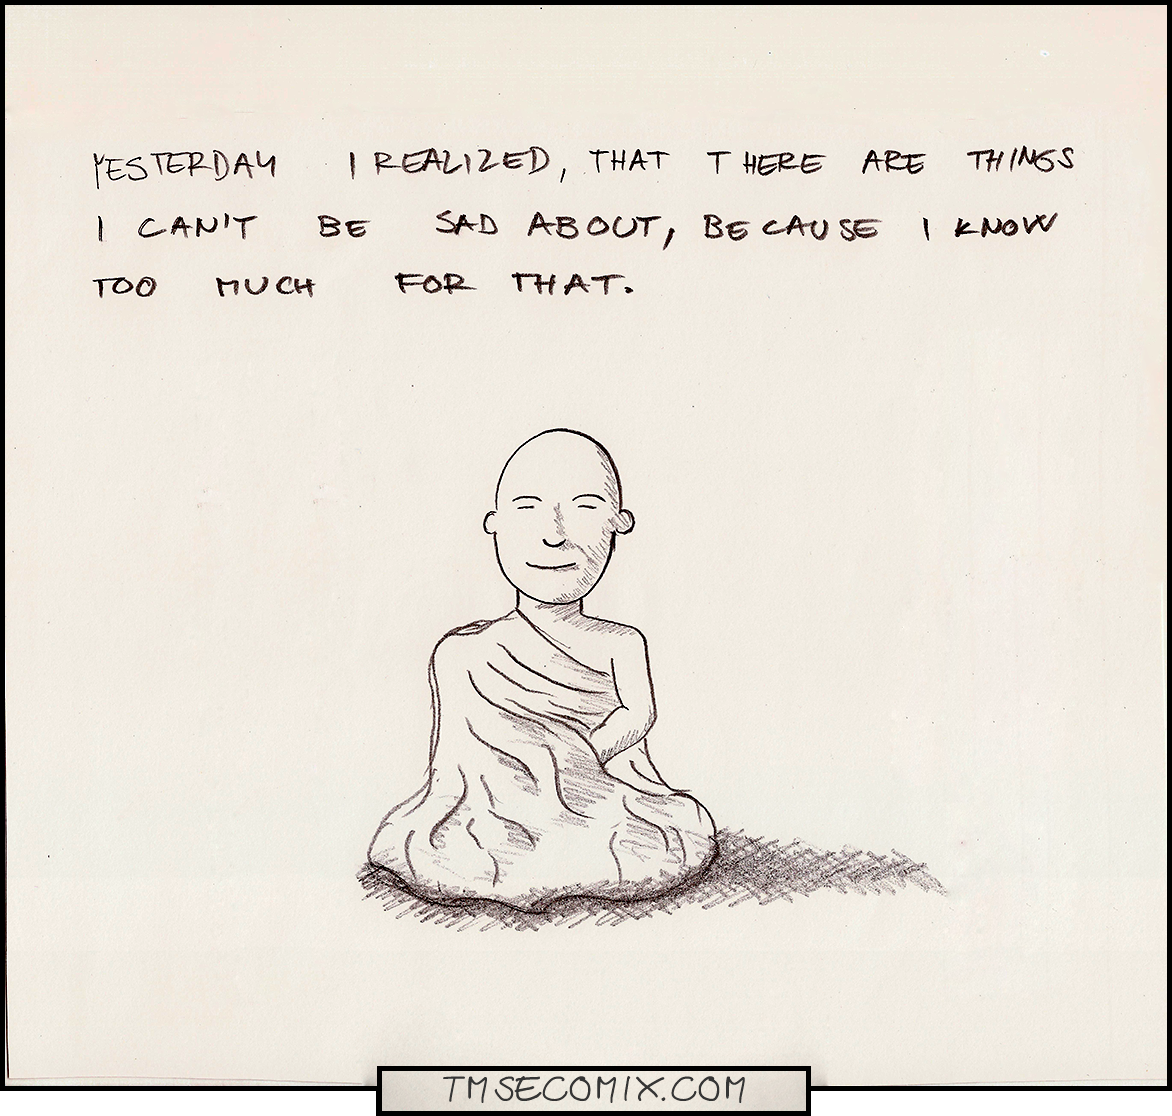 YESTERDAY I REALIZED, THAT THERE ARE THINGS
I CAN'T BE SAD ABOUT, BECAUSE I KNOW
TOO MUCH FOR THAT.
TMSECOMIX.COM